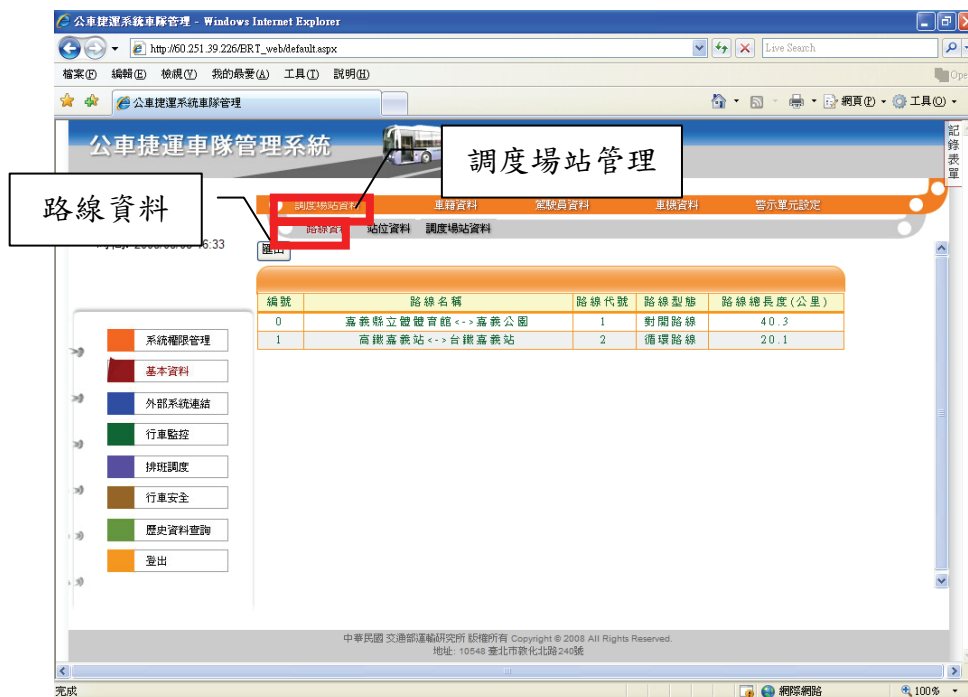 公車捷運系統車隊管理 - Windows Internet Explorer
http://60.251.39.226/BRT_web/default.aspx
Live Search
檔案(F) 編輯(E) 檢視(V) 我的最愛(A) 工具(T) 說明(H)
公車捷運系統車隊管理
網頁(P) 工具(O)
記錄表單
公車捷運車隊管理系統
調度場站管理
路線資料
調度場站資料 車籍資料 駕駛員資料 車機資料 警示單元設定
路線資料 站位資料 調度場站資料
16:33
匯出
編號 路線名稱 路線代號 路線型態 路線總長度(公里)
0 嘉義縣立體體育館<->嘉義公園 1 對開路線 40.3
1 高鐵嘉義站<->台鐵嘉義站 2 循環路線 20.1
系統權限管理
基本資料
外部系統連結
行車監控
排班調度
行車安全
歷史資料查詢
登出
中華民國 交通部運輸研究所 版權所有 Copyright © 2008 All Rights Reserved.
地址: 10548 臺北市敦化北路240號
完成 網際網路 100%